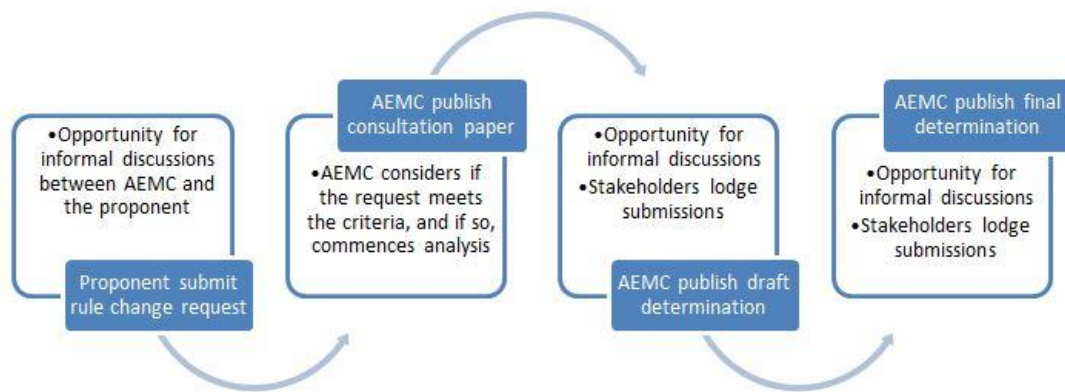 •Opportunity for
informal discussions
between AEMC and
the proponent
Proponent submit
rule change request
AEMC publish
consultation paper
•AEMC considers if
the request meets
the criteria, and if so,
commences analysis
•Opportunity for
informal discussions
•Stakeholders lodge
submissions
AEMC publish draft
determination
AEMC publish final
determination
•Opportunity for
informal discussions
•Stakeholders lodge
submissions